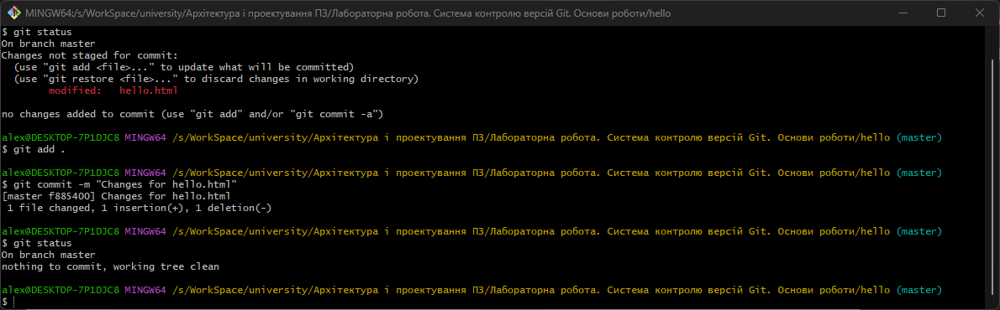 MINGW64:/s/WorkSpace/university/Архітектура і проектування ПЗ/Лабораторна робота. Система контролю версій Git. Основи роботи/hello
$ git status
On branch master
Changes not staged for commit:
  (use "git add <file>..." to update what will be committed)
  (use "git restore <file>..." to discard changes in working directory)
        modified:   hello.html

no changes added to commit (use "git add" and/or "git commit -a")

alex@DESKTOP-7P1DJC8 MINGW64 /s/WorkSpace/university/Архітектура і проектування ПЗ/Лабораторна робота. Система контролю версій Git. Основи роботи/hello (master)
$ git add .

alex@DESKTOP-7P1DJC8 MINGW64 /s/WorkSpace/university/Архітектура і проектування ПЗ/Лабораторна робота. Система контролю версій Git. Основи роботи/hello (master)
$ git commit -m "Changes for hello.html"
[master f885400] Changes for hello.html
 1 file changed, 1 insertion(+), 1 deletion(-)

alex@DESKTOP-7P1DJC8 MINGW64 /s/WorkSpace/university/Архітектура і проектування ПЗ/Лабораторна робота. Система контролю версій Git. Основи роботи/hello (master)
$ git status
On branch master
nothing to commit, working tree clean

alex@DESKTOP-7P1DJC8 MINGW64 /s/WorkSpace/university/Архітектура і проектування ПЗ/Лабораторна робота. Система контролю версій Git. Основи роботи/hello (master)
$